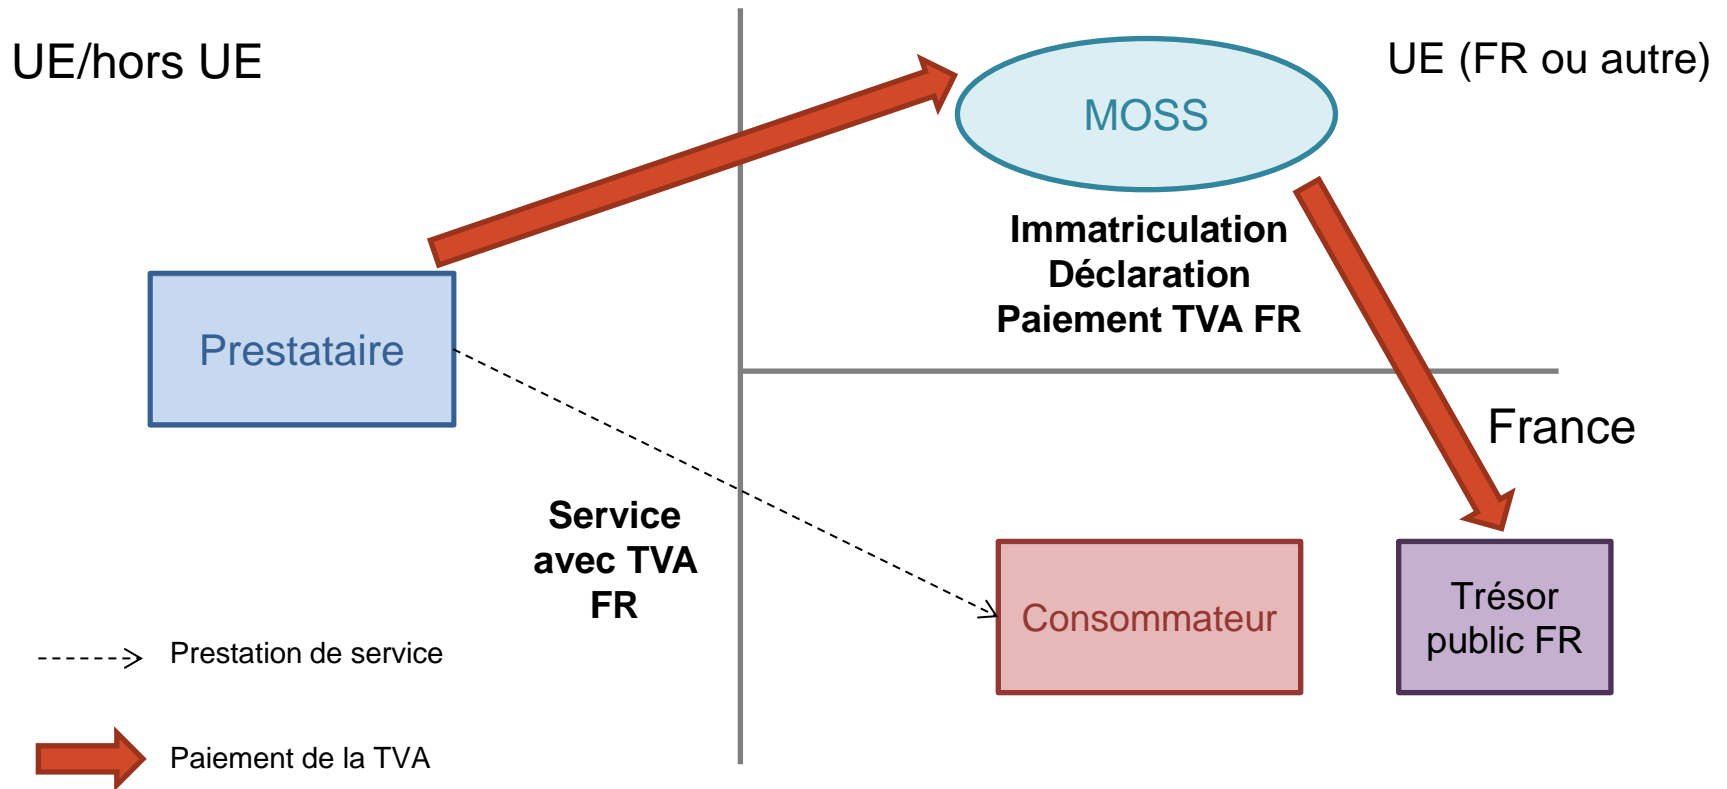 UE/hors UE
UE (FR ou autre)
MOSS
Immatriculation
Déclaration
Paiement TVA FR
Prestataire
France
Service
avec TVA
FR
Consommateur
Trésor
public FR
Prestation de service
Paiement de la TVA